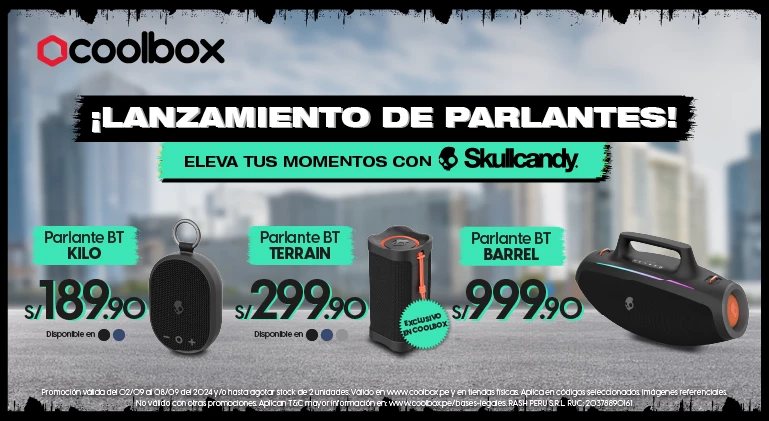 coolbox
¡LANZAMIENTO DE PARLANTES!
ELEVA TUS MOMENTOS CON Skullcandy.
Parlante BT
KILO
S/189.90
Disponible en
Parlante BT
TERRAIN
S/299.90
Disponible en
EXCLUSIVO
EN COOLBOX
Parlante BT
BARREL
S/999.90
Promoción válida del 02/09 al 08/09 del 2024 y/o hasta agotar stock de 2 unidades. Válido en www.coolbox.pe y en tiendas físicas. Aplica en códigos seleccionados. Imágenes referenciales.
No válido con otras promociones. Aplican T&C mayor información en: www.coolbox.pe/bases-legales. RASH PERU S.R.L. RUC: 20378890161.